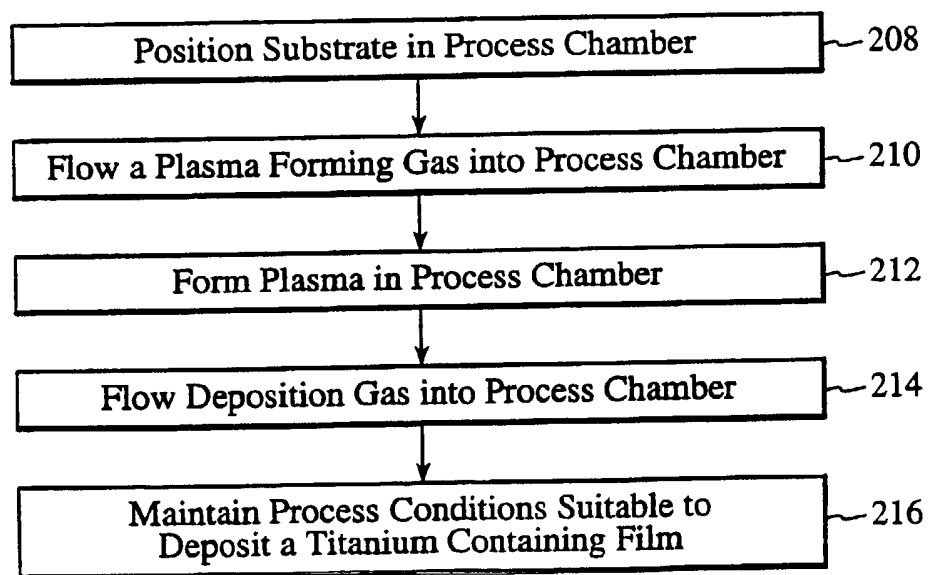 Position Substrate in Process Chamber 208
Flow a Plasma Forming Gas into Process Chamber 210
Form Plasma in Process Chamber 212
Flow Deposition Gas into Process Chamber 214
Maintain Process Conditions Suitable to
Deposit a Titanium Containing Film 216